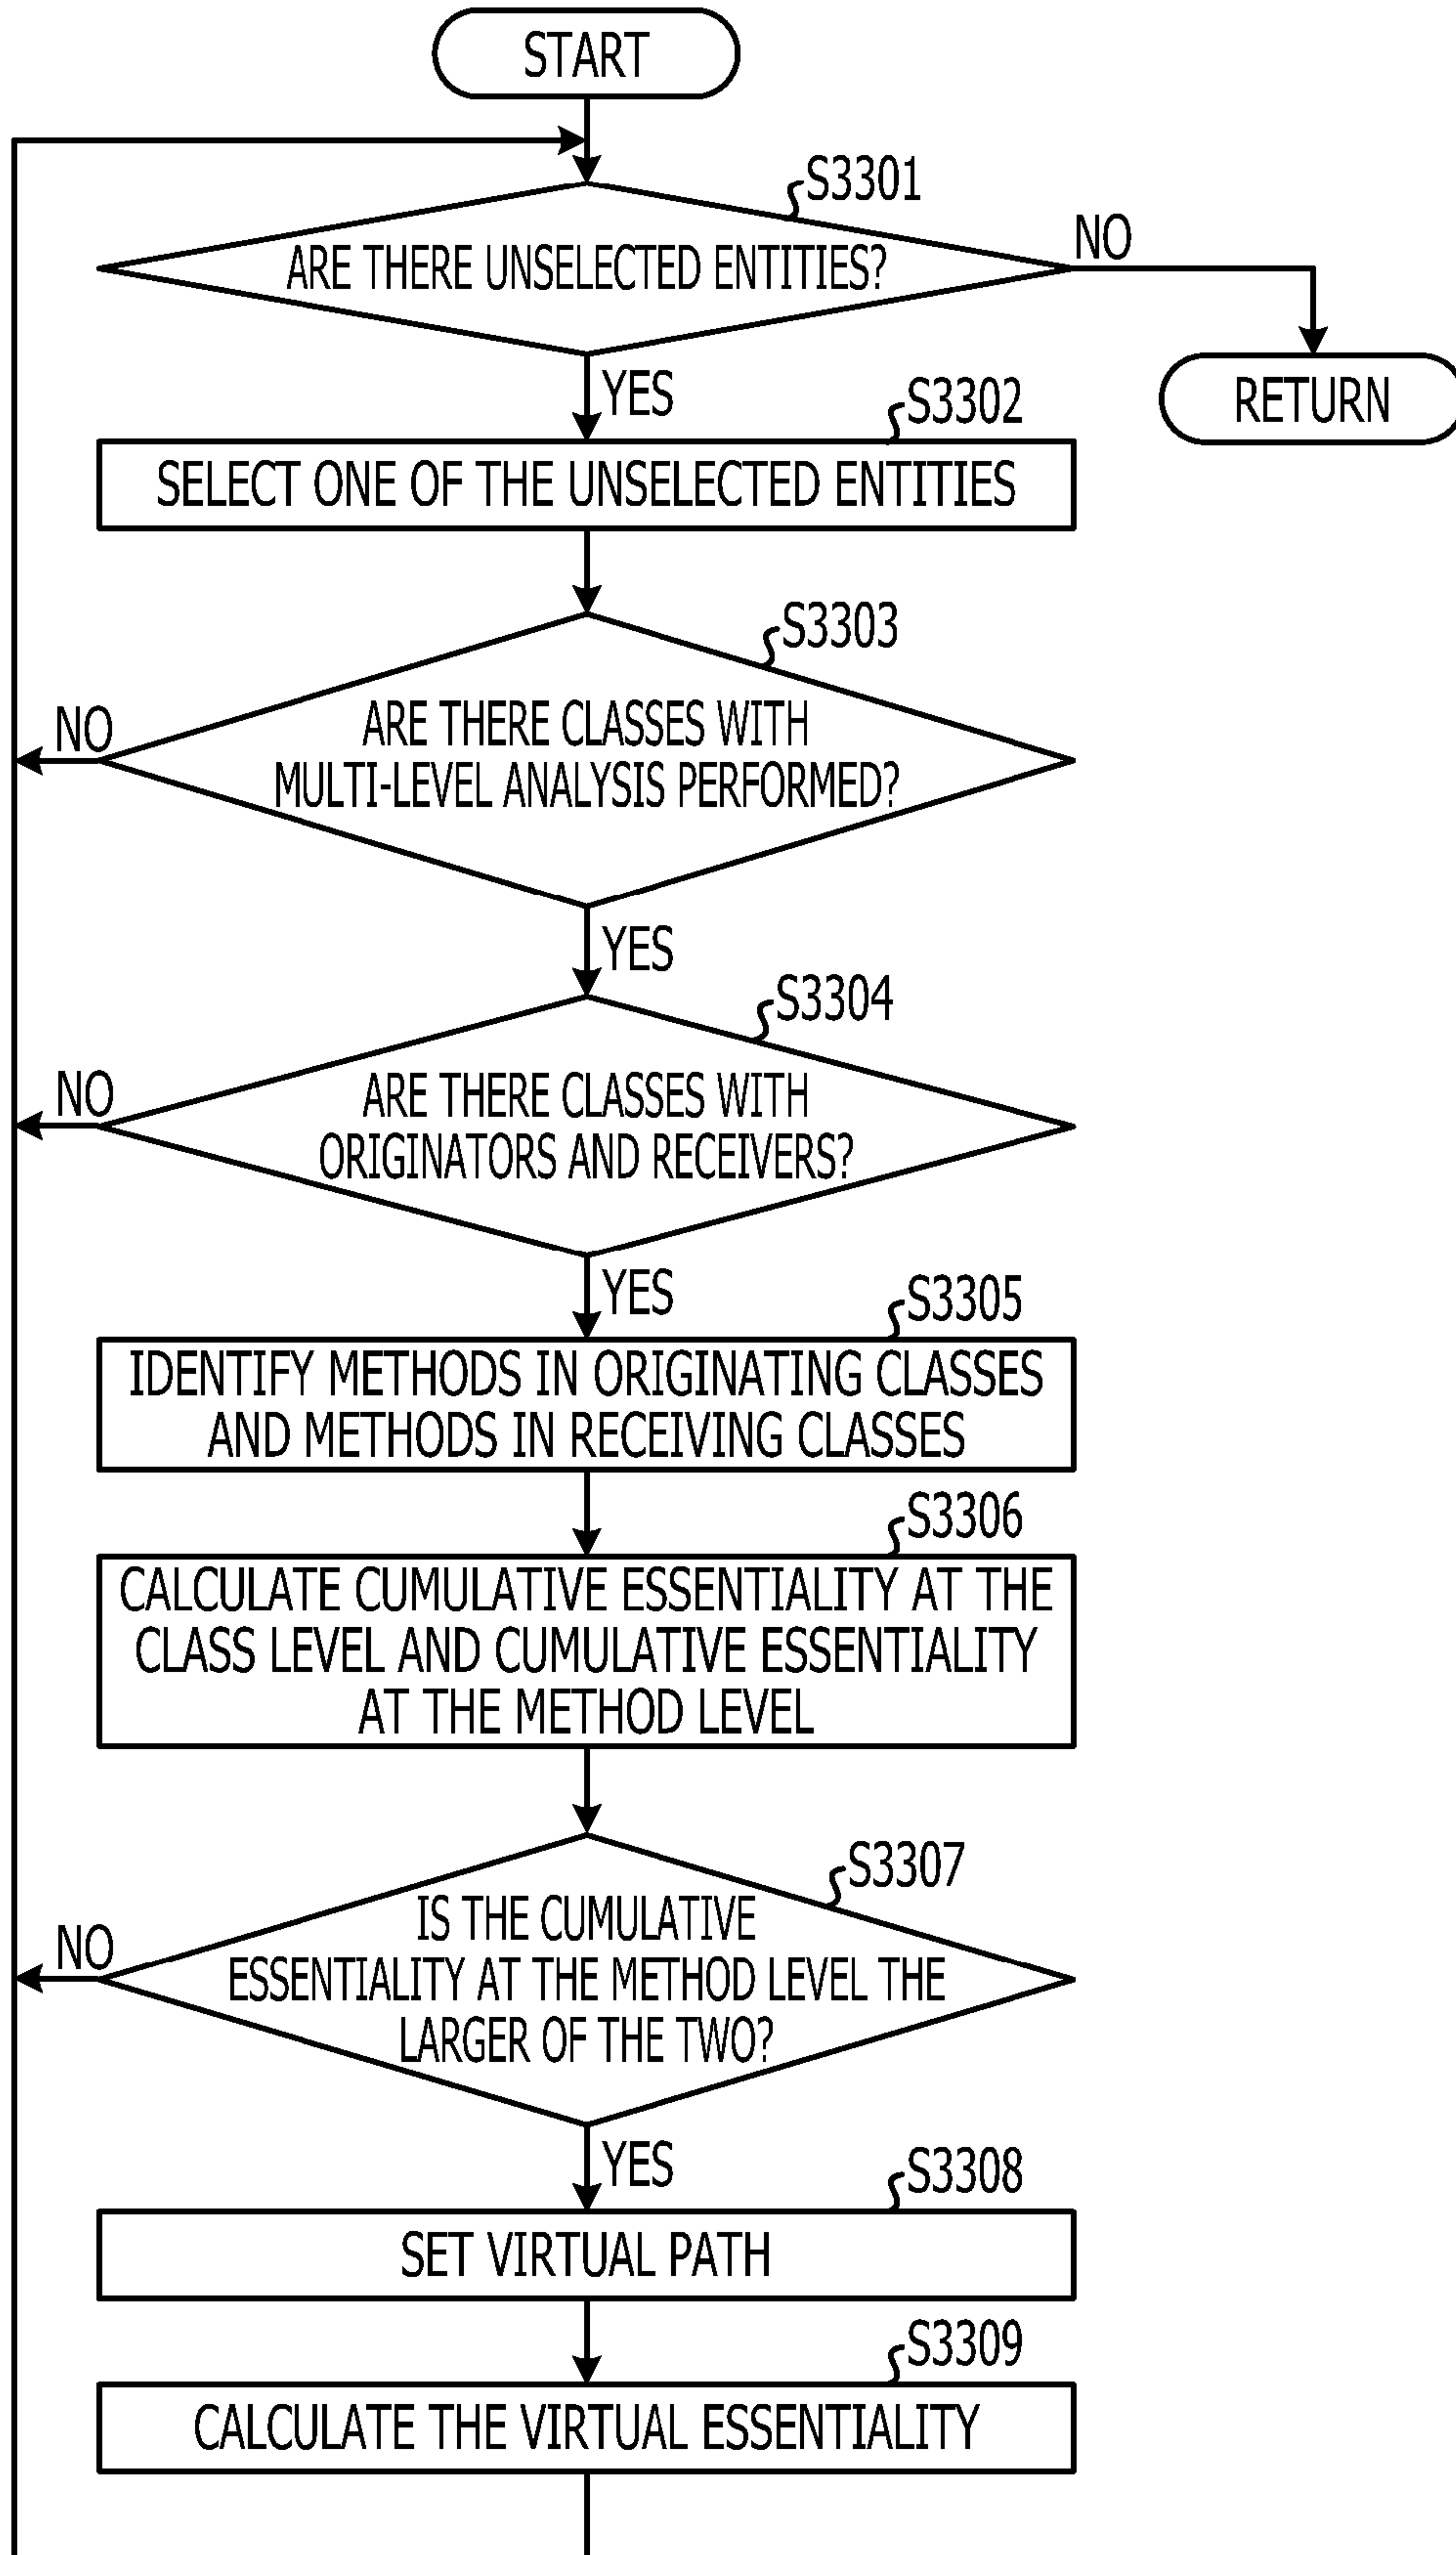 START
S3301
ARE THERE UNSELECTED ENTITIES?
NO
YES
RETURN
S3302
SELECT ONE OF THE UNSELECTED ENTITIES
S3303
ARE THERE CLASSES WITH
MULTI-LEVEL ANALYSIS PERFORMED?
NO
YES
S3304
ARE THERE CLASSES WITH
ORIGINATORS AND RECEIVERS?
NO
YES
S3305
IDENTIFY METHODS IN ORIGINATING CLASSES
AND METHODS IN RECEIVING CLASSES
S3306
CALCULATE CUMULATIVE ESSENTIALITY AT THE
CLASS LEVEL AND CUMULATIVE ESSENTIALITY
AT THE METHOD LEVEL
S3307
IS THE CUMULATIVE
ESSENTIALITY AT THE METHOD LEVEL THE
LARGER OF THE TWO?
NO
YES
S3308
SET VIRTUAL PATH
S3309
CALCULATE THE VIRTUAL ESSENTIALITY